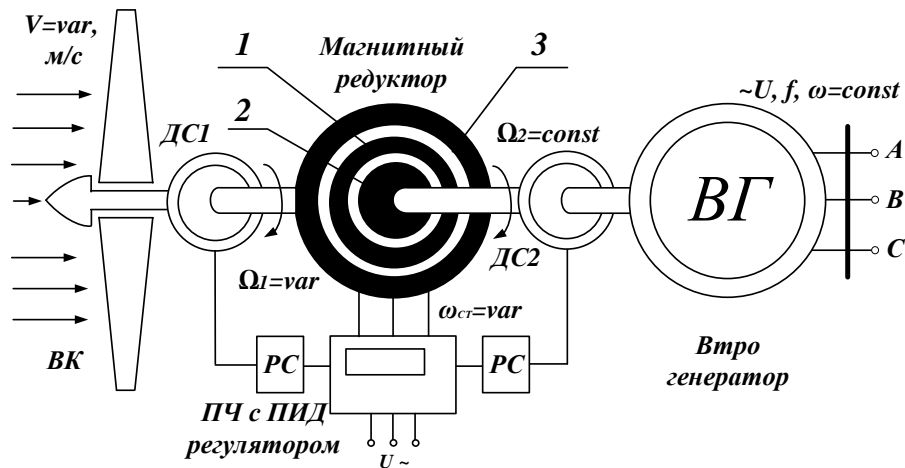 V=var,
м/с
1
Магнитный
редуктор
3
2
~U, f, ω=const
ДС1
Ω2=const
A
B
C
ВГ
ДС2
Ω1=var
ωСТ=var
ВК
РС
РС
Втро
генератор
ПЧ с ПИД
регулятором
U ~